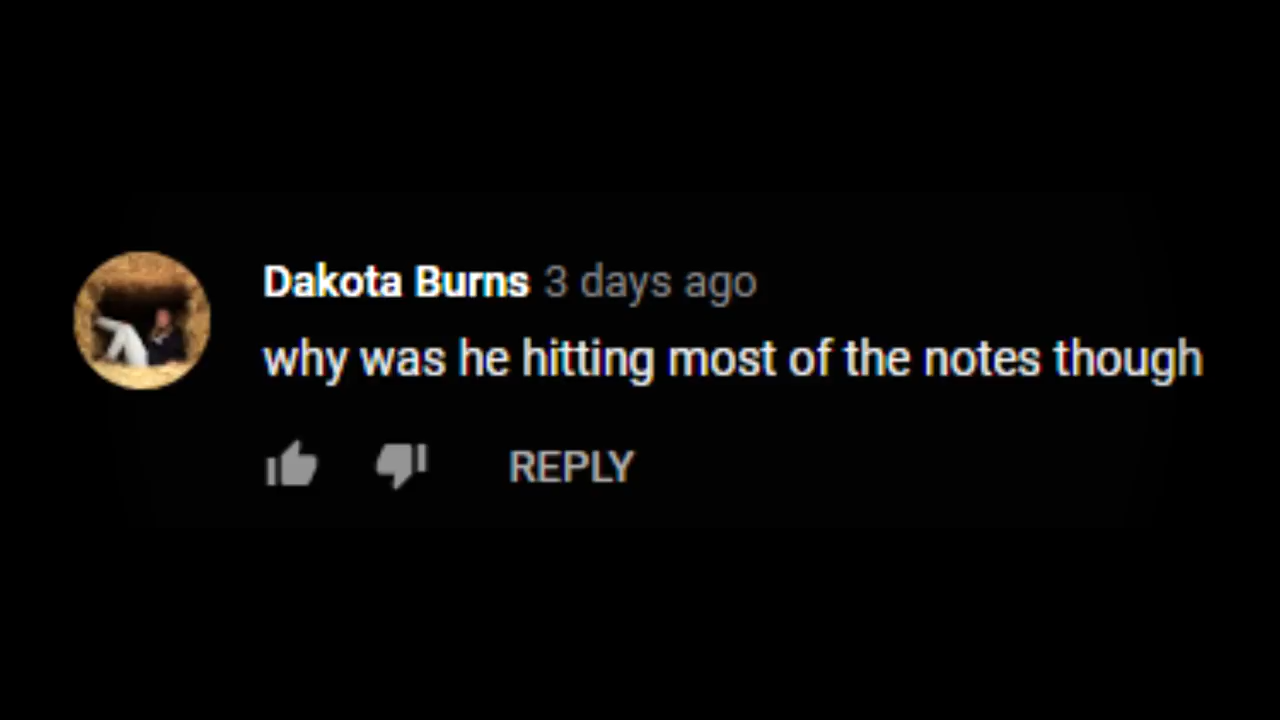 Dakota Burns 3 days ago
why was he hitting most of the notes though
REPLY